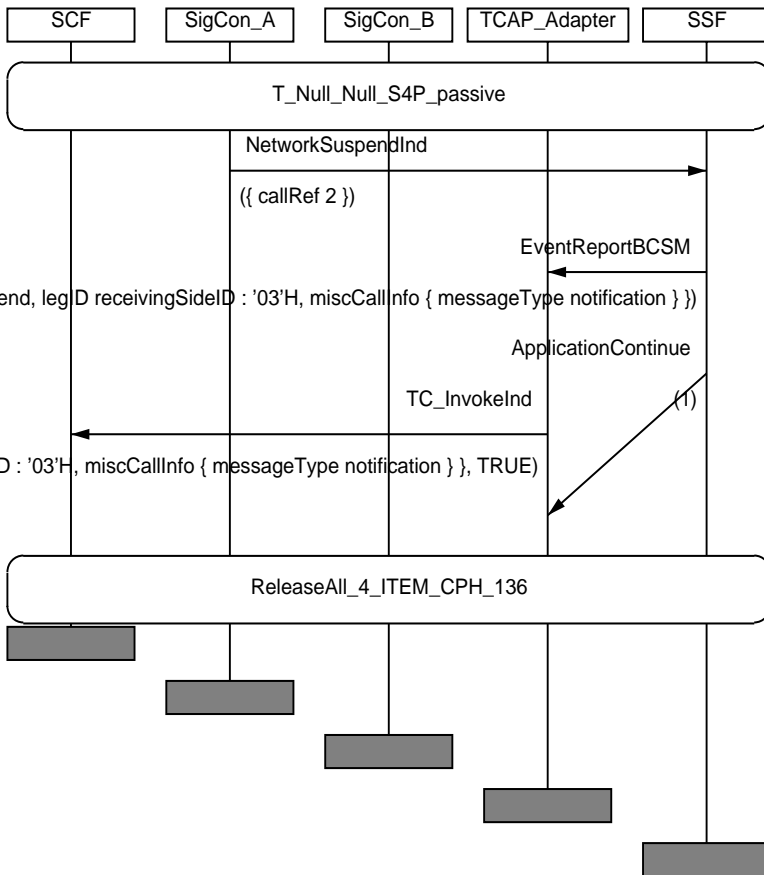 SCF SigCon_A SigCon_B TCAP_Adapter SSF
T_Null_Null_S4P_passive
NetworkSuspendInd
({ callRef 2 })
EventReportBCSM
end, legID receivingSideID : '03'H, miscCallInfo { messageType notification } })
ApplicationContinue
(1)
TC_InvokeInd
D : '03'H, miscCallInfo { messageType notification } }, TRUE)
ReleaseAll_4_ITEM_CPH_136